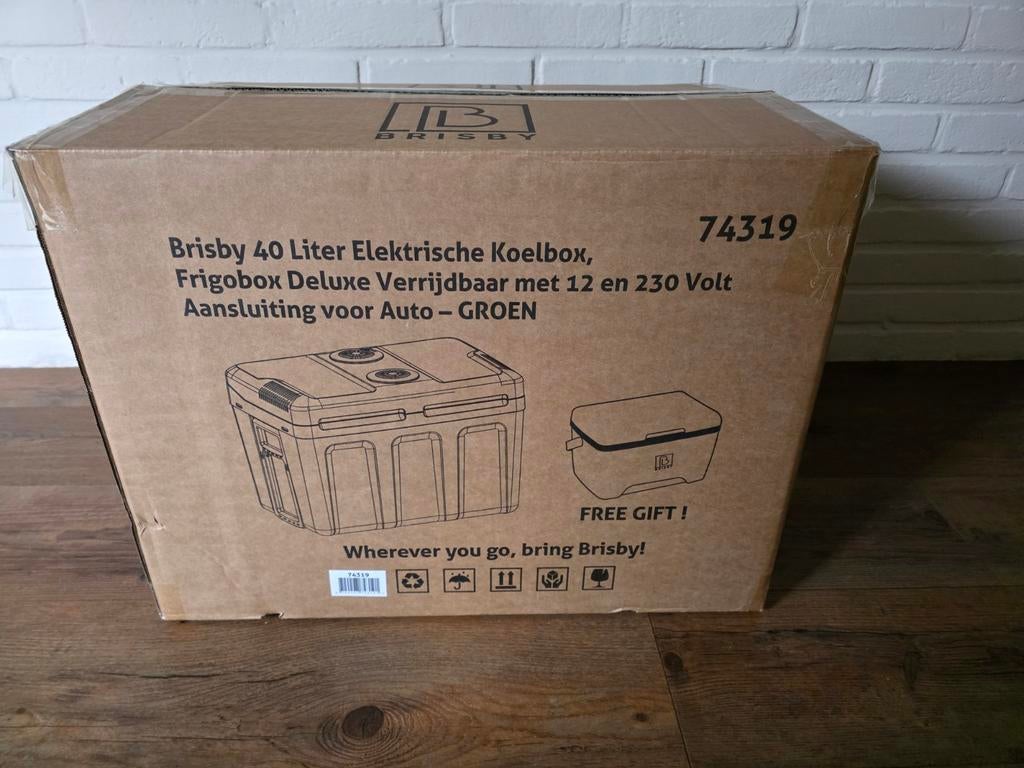 B
BRISBY
74319
Brisby 40 Liter Elektrische Koelbox,
Frigobox Deluxe Verrijdbaar met 12 en 230 Volt
Aansluiting voor Auto – GROEN
B
BRISBY
FREE GIFT !
Wherever you go, bring Brisby!
74319